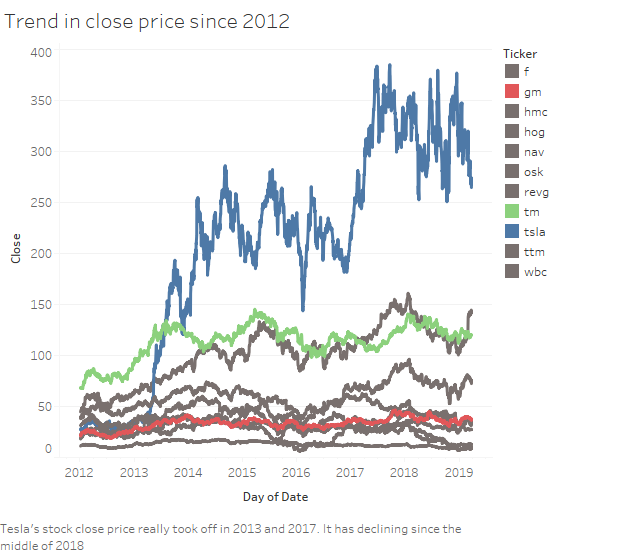 Trend in close price since 2012
400
350
300
250
200
150
100
50
0
Close
2012 2013 2014 2015 2016 2017 2018 2019
Day of Date
Ticker
f
gm
hmc
hog
nav
osk
revg
tm
tsla
ttm
wbc
Tesla's stock close price really took off in 2013 and 2017. It has declining since the
middle of 2018